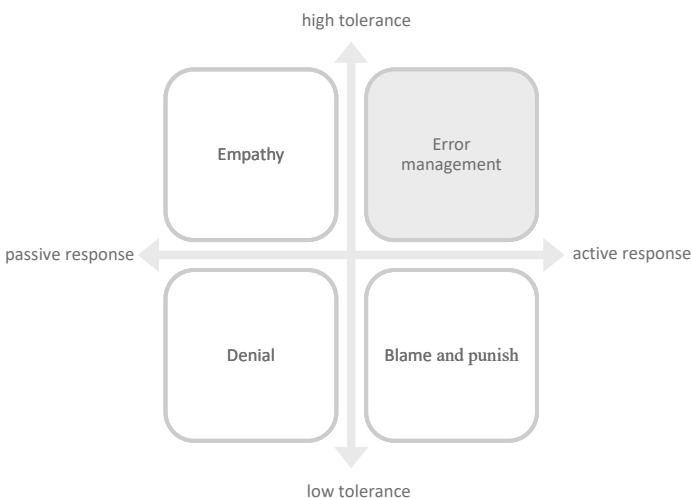 high tolerance
Empathy
Error
management
passive response
active response
Denial
Blame and punish
low tolerance